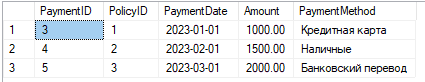 PaymentID PolicyID PaymentDate Amount PaymentMethod
1 3 1 2023-01-01 1000.00 Кредитная карта
2 4 2 2023-02-01 1500.00 Наличные
3 5 3 2023-03-01 2000.00 Банковский перевод